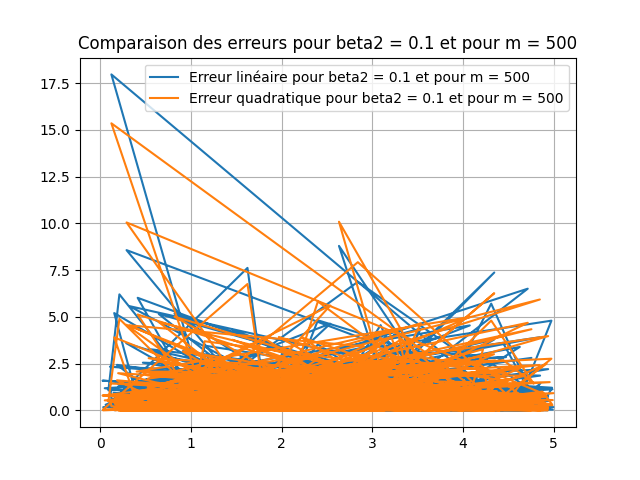 Comparaison des erreurs pour beta2 = 0.1 et pour m = 500
Erreur linéaire pour beta2 = 0.1 et pour m = 500
Erreur quadratique pour beta2 = 0.1 et pour m = 500
17.5
15.0
12.5
10.0
7.5
5.0
2.5
0.0
0 1 2 3 4 5